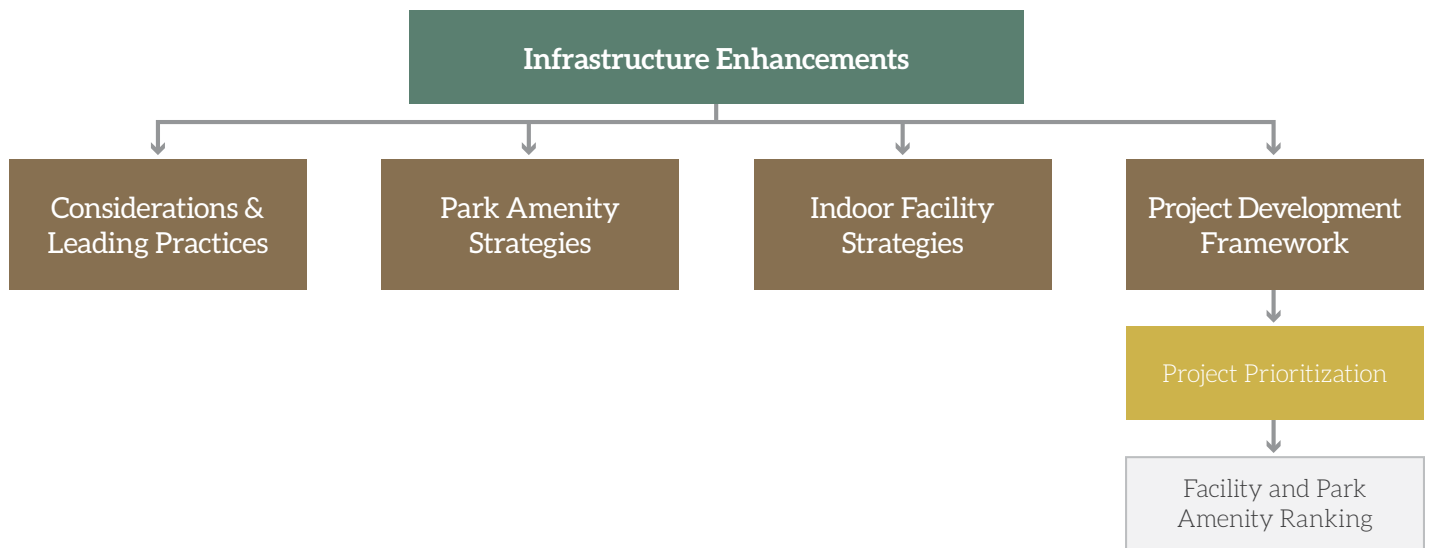 Infrastructure Enhancements
Considerations &
Leading Practices
Park Amenity
Strategies
Indoor Facility
Strategies
Project Development
Framework
Project Prioritization
Facility and Park
Amenity Ranking